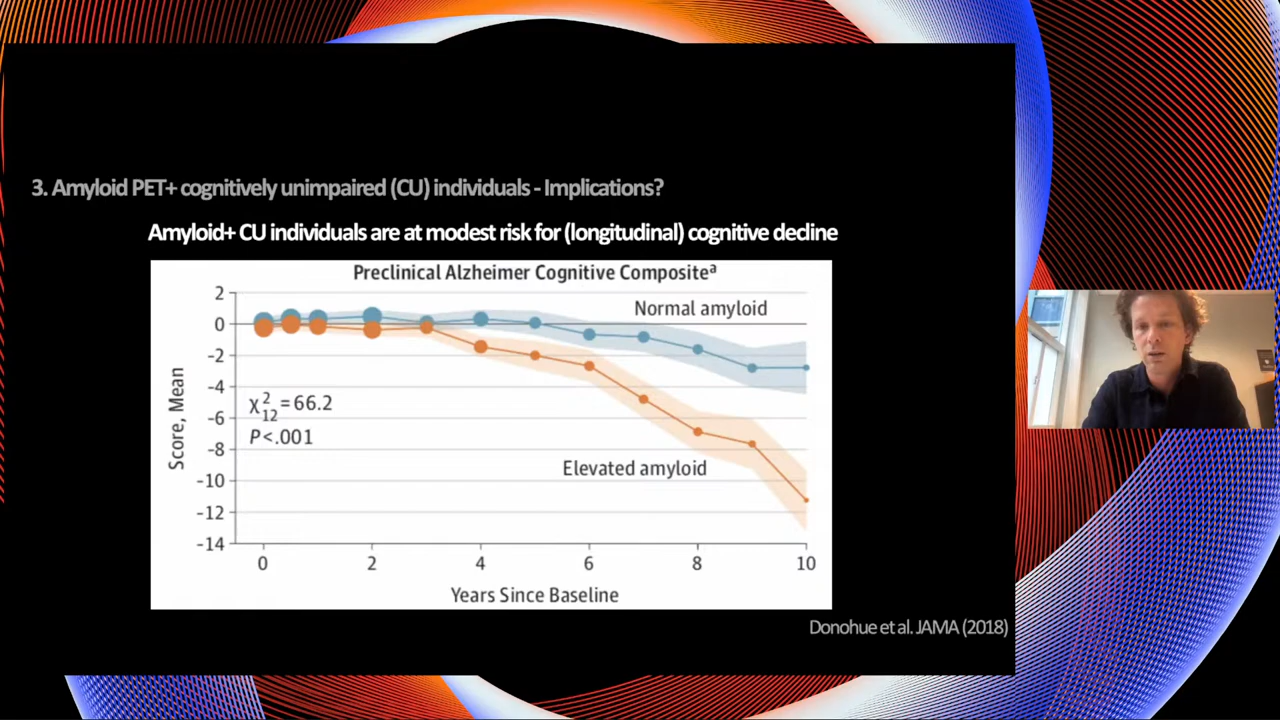 3. Amyloid PET+ cognitively unimpaired (CU) individuals - Implications?
Amyloid+ CU individuals are at modest risk for (longitudinal) cognitive decline
Preclinical Alzheimer Cognitive Composite^a
2
0
-2
-4
-6
-8
-10
-12
-14
Score, Mean
Normal amyloid
χ²₁₂ = 66.2
P<.001
Elevated amyloid
0 2 4 6 8 10
Years Since Baseline
Donohue et al. JAMA (2018)